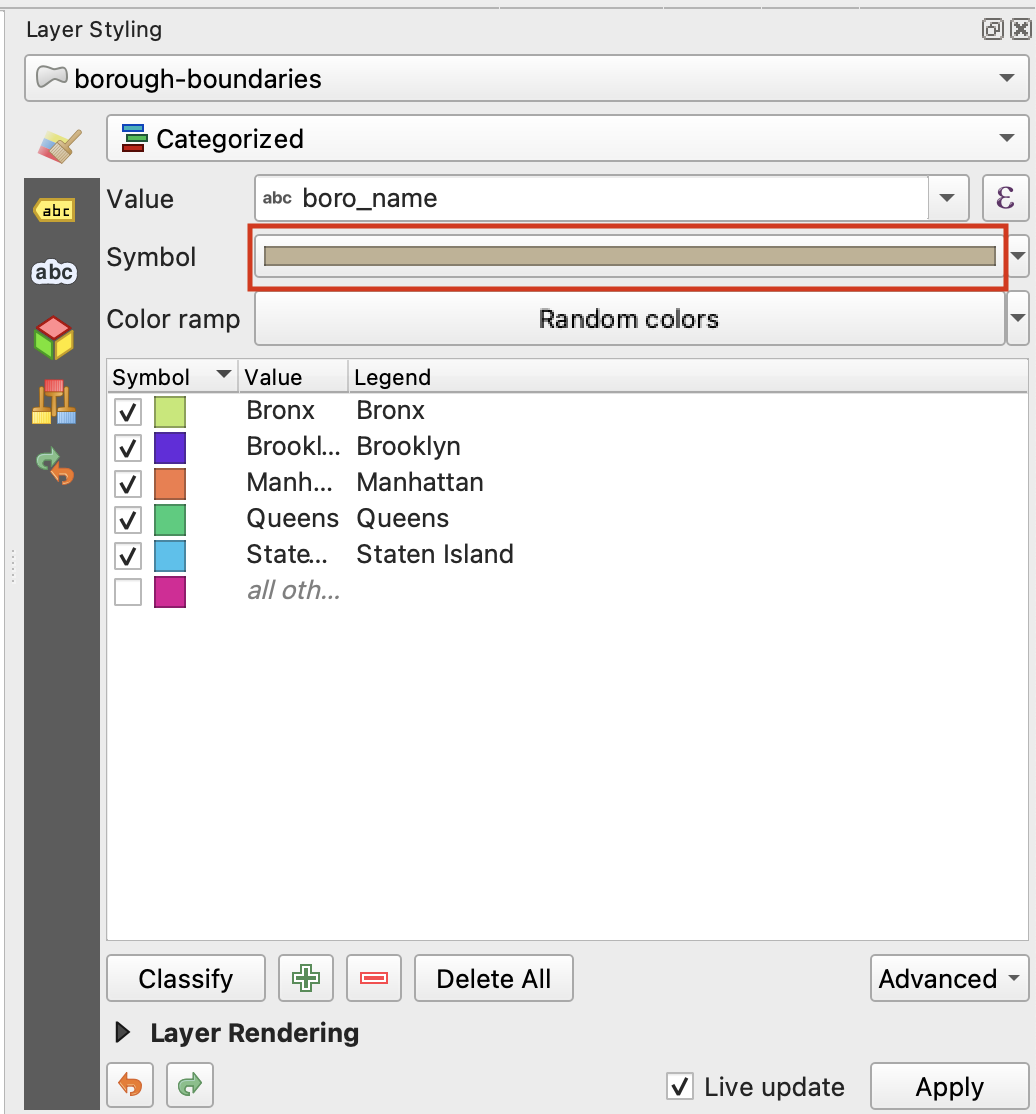 Layer Styling
borough-boundaries
Categorized
abc
Value abc boro_name ε
abc
Symbol
Color ramp Random colors
Symbol Value Legend
Bronx Bronx
Brookl... Brooklyn
Manh... Manhattan
Queens Queens
State... Staten Island
all oth...
Classify Delete All Advanced
Layer Rendering
Live update Apply